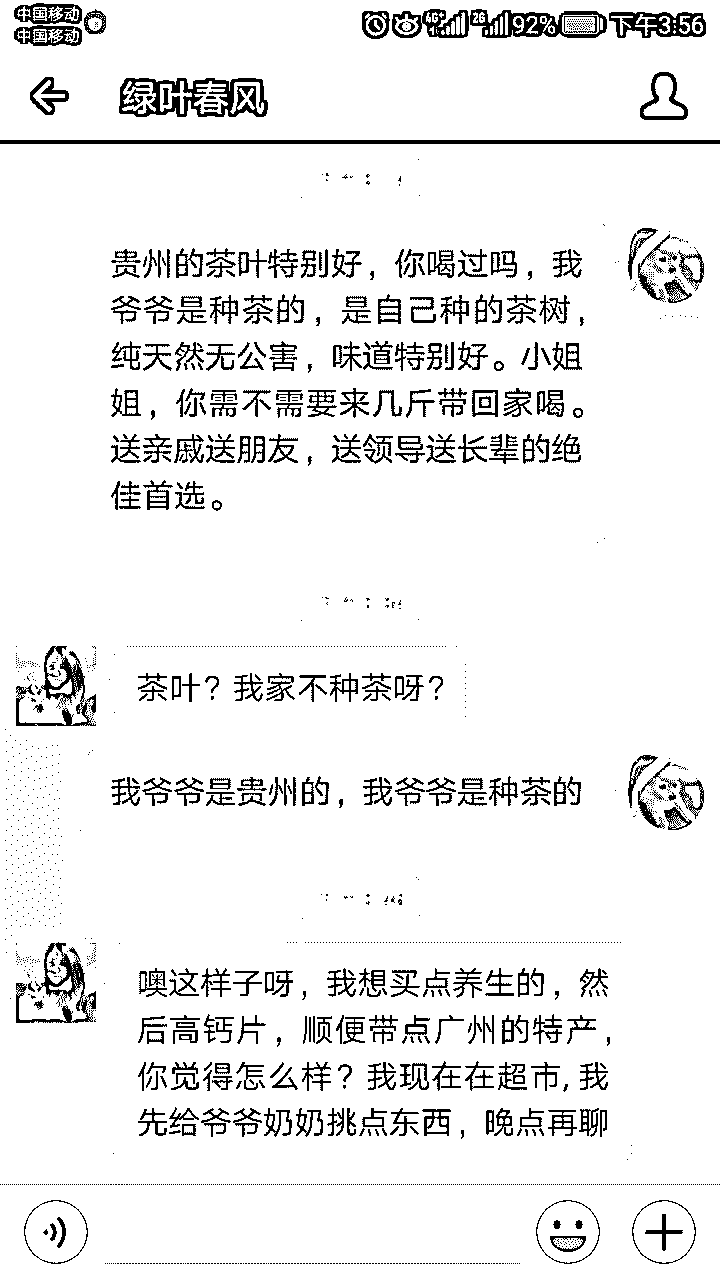 中国移动
中国移动
4G+ 2G 92% 下午3:56
绿叶春风
贵州的茶叶特别好，你喝过吗，我
爷爷是种茶的，是自己种的茶树，
纯天然无公害，味道特别好。小姐
姐，你需不需要来几斤带回家喝。
送亲戚送朋友，送领导送长辈的绝
佳首选。
茶叶？我家不种茶呀？
我爷爷是贵州的，我爷爷是种茶的
噢这样子呀，我想买点养生的，然
后高钙片，顺便带点广州的特产，
你觉得怎么样？我现在在超市,我
先给爷爷奶奶挑点东西，晚点再聊